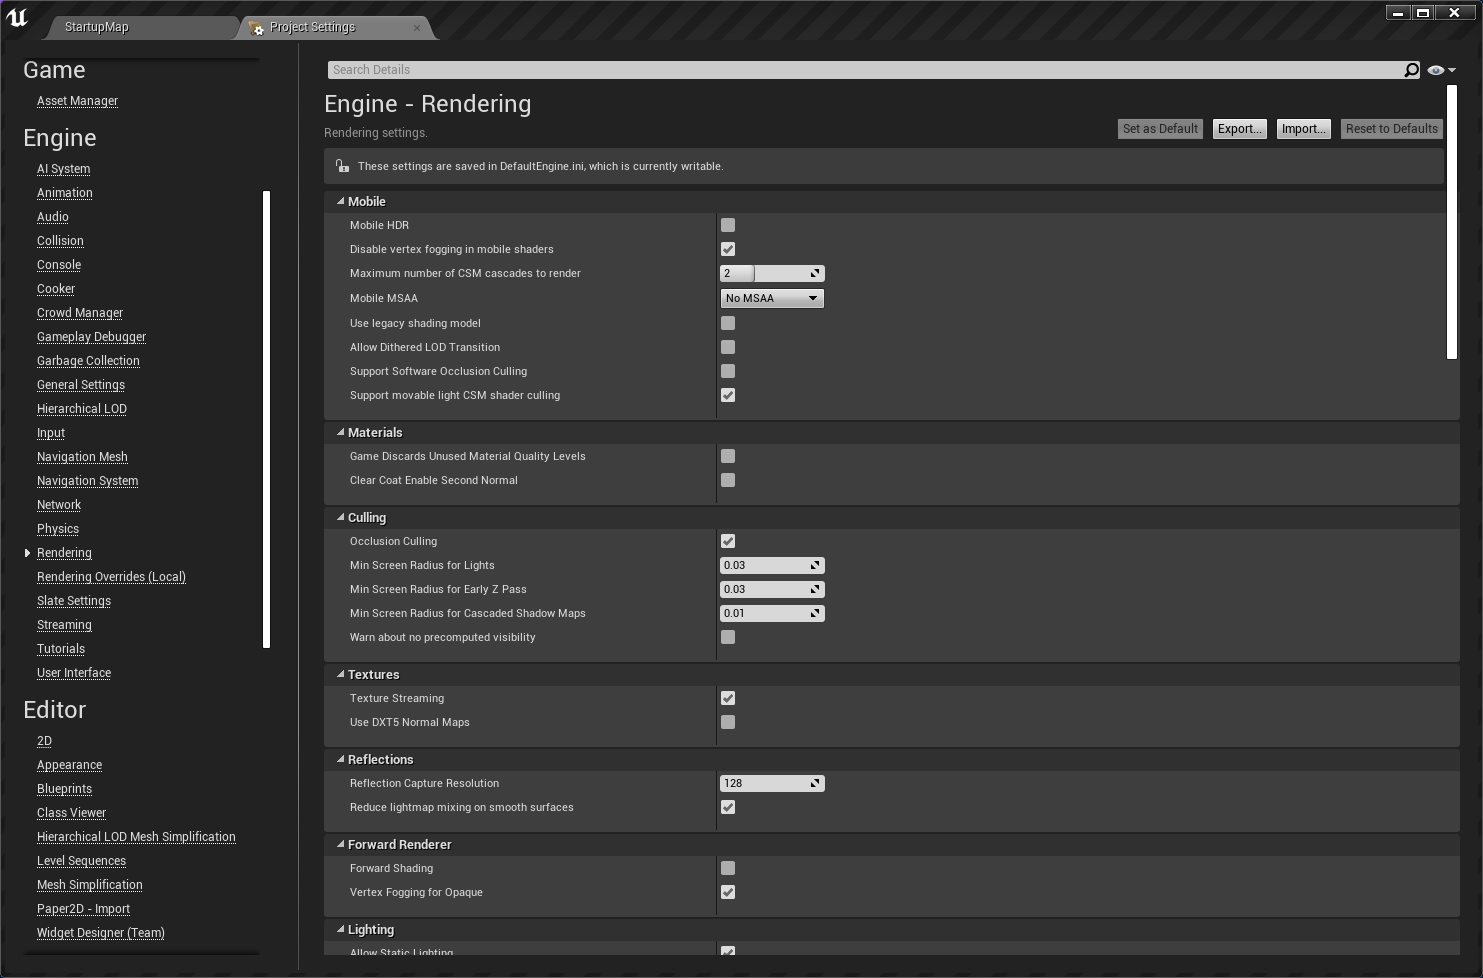 StartupMap
Project Settings
Game
Asset Manager
Engine
AI System
Animation
Audio
Collision
Console
Cooker
Crowd Manager
Gameplay Debugger
Garbage Collection
General Settings
Hierarchical LOD
Input
Navigation Mesh
Navigation System
Network
Physics
Rendering
Rendering Overrides (Local)
Slate Settings
Streaming
Tutorials
User Interface
Editor
2D
Appearance
Blueprints
Class Viewer
Hierarchical LOD Mesh Simplification
Level Sequences
Mesh Simplification
Paper2D - Import
Widget Designer (Team)
Search Details
Engine - Rendering
Rendering settings.
Set as Default
Export...
Import...
Reset to Defaults
These settings are saved in DefaultEngine.ini, which is currently writable.
Mobile
Mobile HDR
Disable vertex fogging in mobile shaders
Maximum number of CSM cascades to render 2
Mobile MSAA No MSAA
Use legacy shading model
Allow Dithered LOD Transition
Support Software Occlusion Culling
Support movable light CSM shader culling
Materials
Game Discards Unused Material Quality Levels
Clear Coat Enable Second Normal
Culling
Occlusion Culling
Min Screen Radius for Lights 0.03
Min Screen Radius for Early Z Pass 0.03
Min Screen Radius for Cascaded Shadow Maps 0.01
Warn about no precomputed visibility
Textures
Texture Streaming
Use DXT5 Normal Maps
Reflections
Reflection Capture Resolution 128
Reduce lightmap mixing on smooth surfaces
Forward Renderer
Forward Shading
Vertex Fogging for Opaque
Lighting
Allow Static Lighting